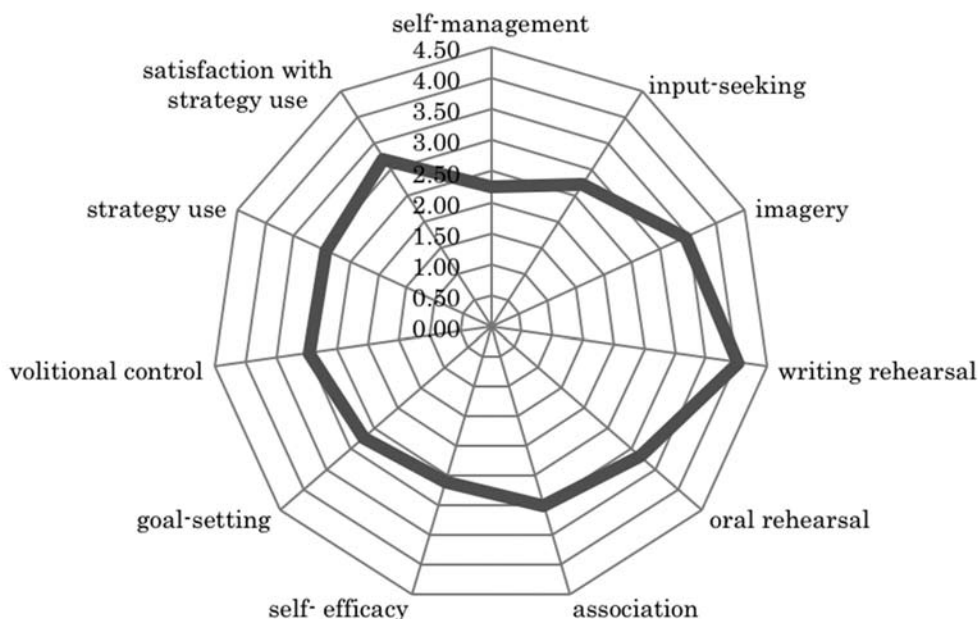 self-management
4.50
4.00
3.50
3.00
2.50
2.00
1.50
1.00
0.50
0.00
input-seeking
imagery
writing rehearsal
oral rehearsal
association
self- efficacy
goal-setting
volitional control
strategy use
satisfaction with
strategy use